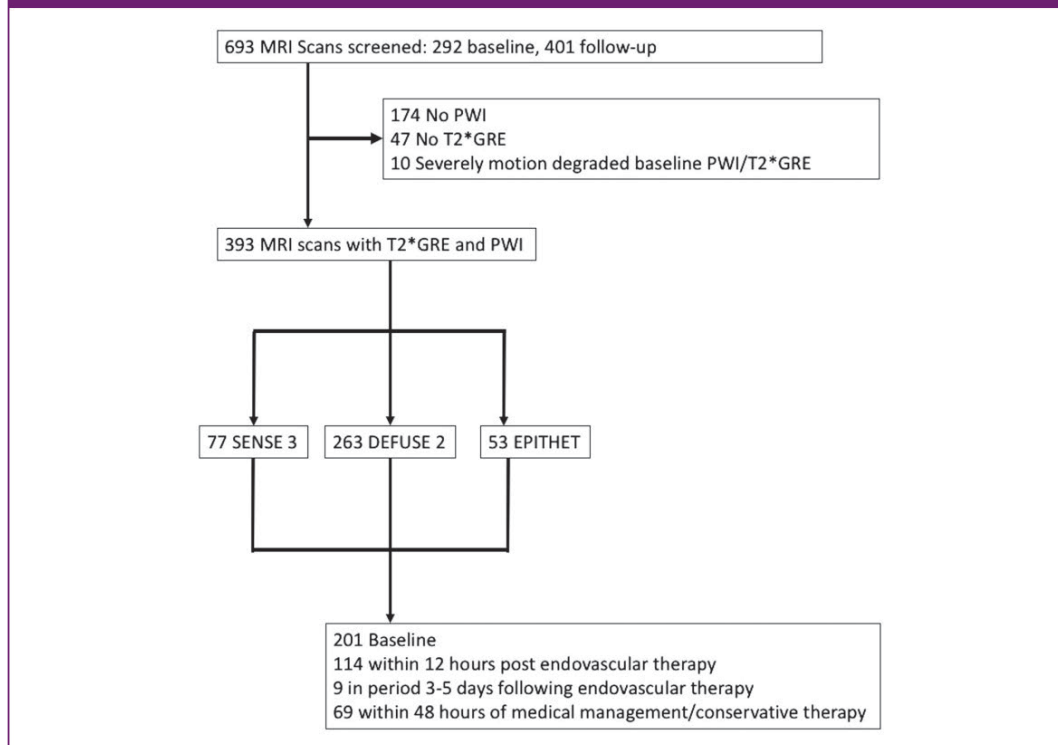 693 MRI Scans screened: 292 baseline, 401 follow-up
174 No PWI
47 No T2*GRE
10 Severely motion degraded baseline PWI/T2*GRE
393 MRI scans with T2*GRE and PWI
77 SENSE 3
263 DEFUSE 2
53 EPITHET
201 Baseline
114 within 12 hours post endovascular therapy
9 in period 3-5 days following endovascular therapy
69 within 48 hours of medical management/conservative therapy